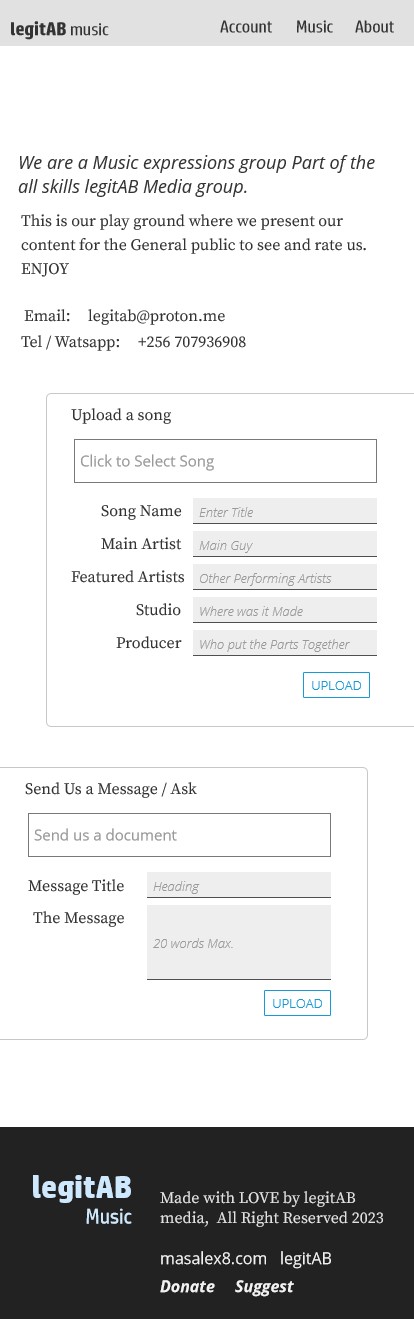 legitAB music Account Music About
We are a Music expressions group Part of the
all skills legitAB Media group.
This is our play ground where we present our
content for the General public to see and rate us.
ENJOY
Email: legitab@proton.me
Tel / Watsapp: +256 707936908
Upload a song
Click to Select Song
Song Name Enter Title
Main Artist Main Guy
Featured Artists Other Performing Artists
Studio Where was it Made
Producer Who put the Parts Together
UPLOAD
Send Us a Message / Ask
Send us a document
Message Title Heading
The Message
20 words Max.
UPLOAD
legitAB
Music
Made with LOVE by legitAB
media, All Right Reserved 2023
masalex8.com legitAB
Donate Suggest